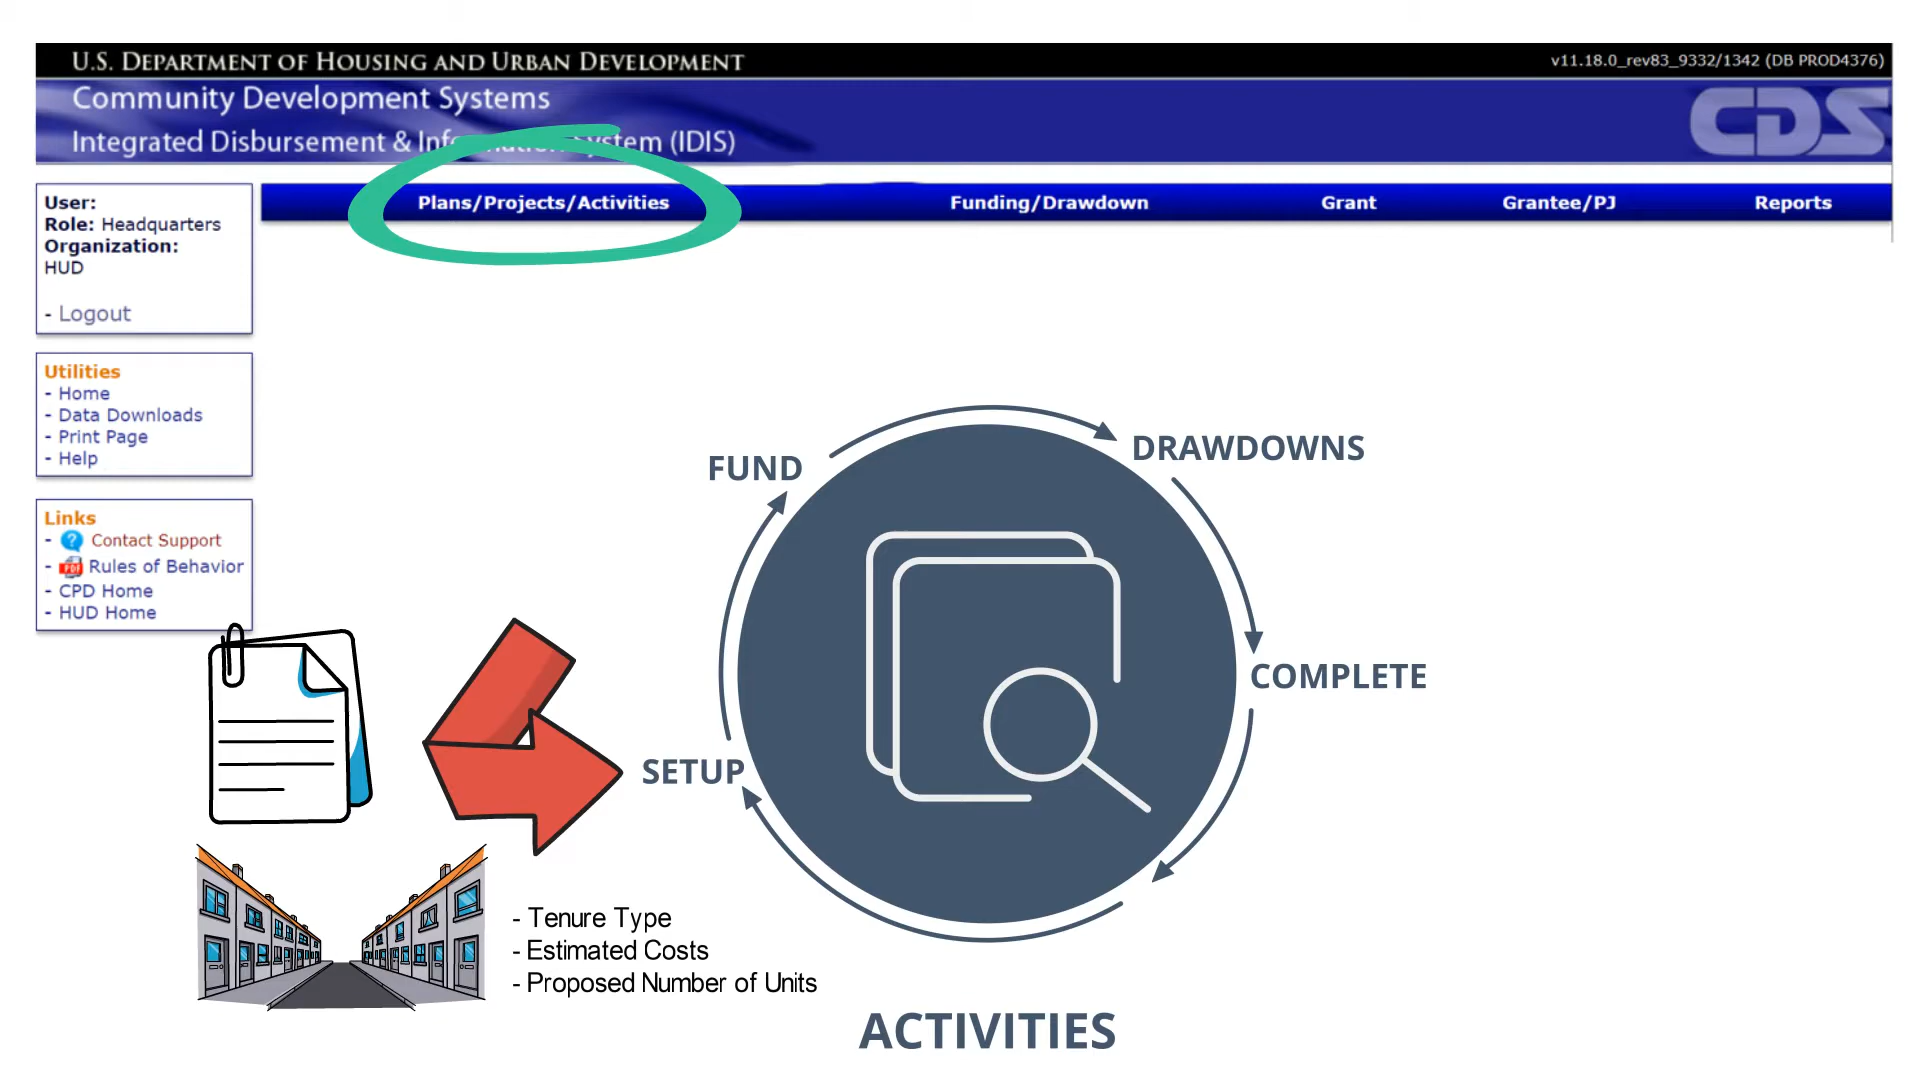 U.S. DEPARTMENT OF HOUSING AND URBAN DEVELOPMENT
v11.18.0_rev83_9332/1342 (DB PROD4376)
Community Development Systems
CDS
Integrated Disbursement & Information System (IDIS)
Plans/Projects/Activities
Funding/Drawdown
Grant
Grantee/PJ
Reports
User:
Role: Headquarters
Organization:
HUD
- Logout
Utilities
- Home
- Data Downloads
- Print Page
- Help
Links
- ? Contact Support
- PDF Rules of Behavior
- CPD Home
- HUD Home
FUND
DRAWDOWNS
COMPLETE
SETUP
- Tenure Type
- Estimated Costs
- Proposed Number of Units
ACTIVITIES